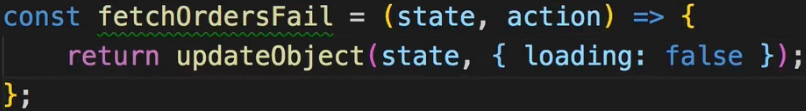 const fetchOrdersFail = (state, action) => {
return updateObject(state, { loading: false });
};